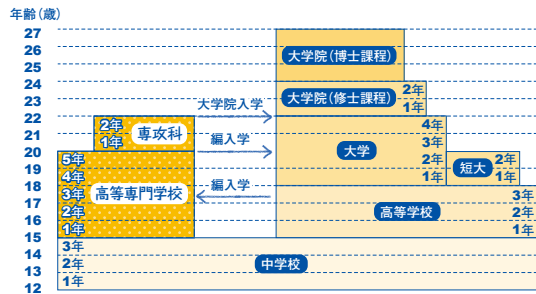 年齢(歳)
27
26
25
24
23
22
21
20
19
18
17
16
15
14
13
12
大学院(博士課程)
大学院(修士課程)
2年
1年
大学院入学
2年
1年
専攻科
編入学
4年
3年
2年
1年
大学
短大
2年
1年
5年
4年
3年
2年
1年
高等専門学校
編入学
高等学校
3年
2年
1年
3年
2年
1年
中学校